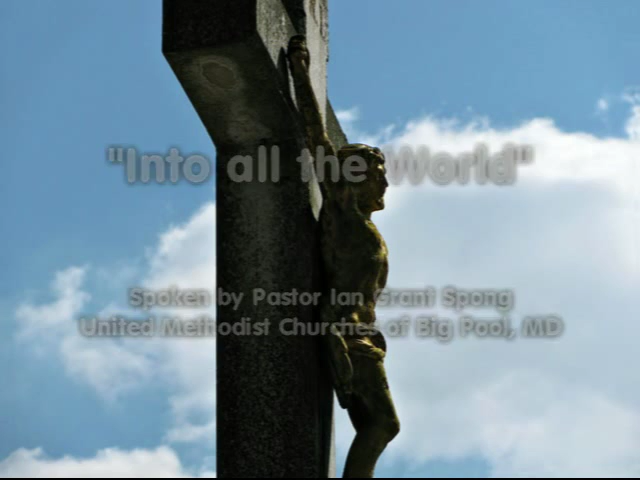 "Into all the World"
Spoken by Pastor Ian Grant Spong
United Methodist Churches of Big Pool, MD